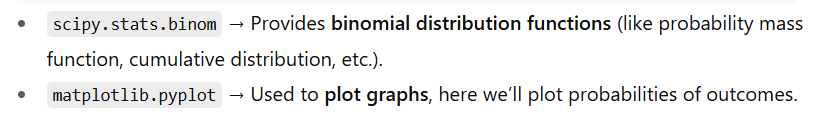 • scipy.stats.binom → Provides binomial distribution functions (like probability mass
function, cumulative distribution, etc.).
• matplotlib.pyplot → Used to plot graphs, here we’ll plot probabilities of outcomes.